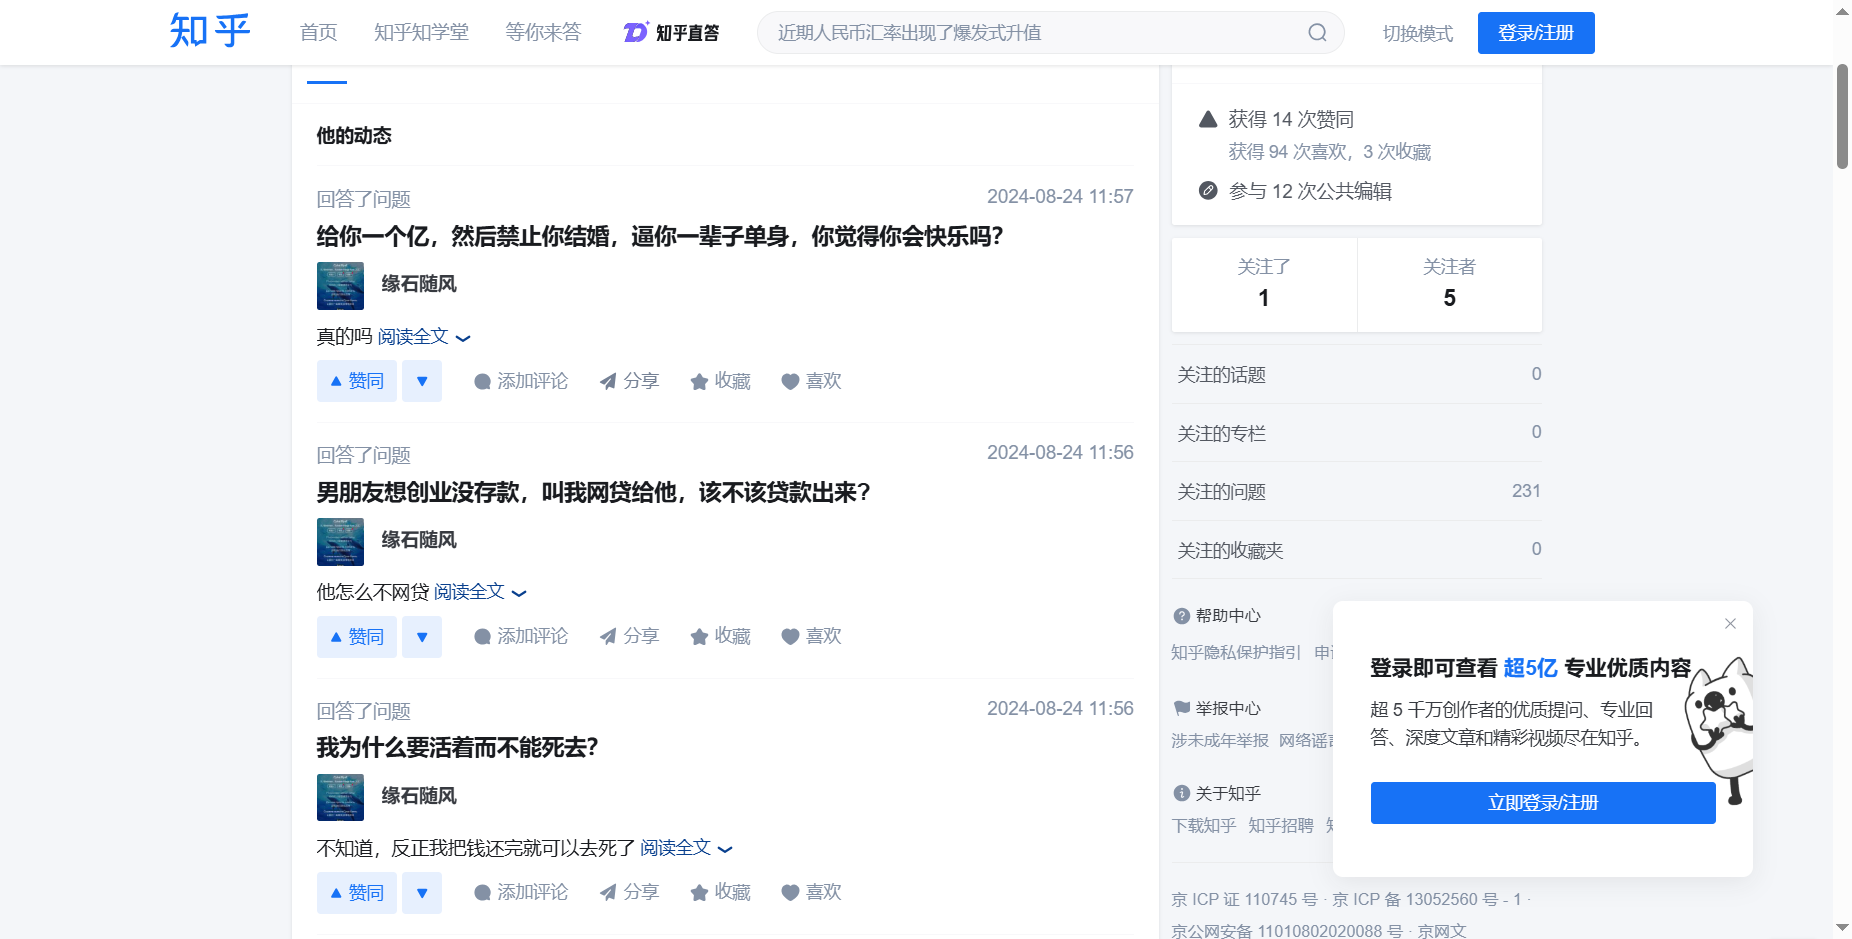 知乎
首页 知乎知学堂 等你来答 知乎直答 近期人民币汇率出现了爆发式升值 切换模式 登录/注册
他的动态
回答了问题 2024-08-24 11:57
给你一个亿，然后禁止你结婚，逼你一辈子单身，你觉得你会快乐吗？
缘石随风
真的吗 阅读全文
赞同 添加评论 分享 收藏 喜欢
回答了问题 2024-08-24 11:56
男朋友想创业没存款，叫我网贷给他，该不该贷款出来？
缘石随风
他怎么不网贷 阅读全文
赞同 添加评论 分享 收藏 喜欢
回答了问题 2024-08-24 11:56
我为什么要活着而不能死去？
缘石随风
不知道，反正我把钱还完就可以去死了 阅读全文
赞同 添加评论 分享 收藏 喜欢
获得 14 次赞同
获得 94 次喜欢，3 次收藏
参与 12 次公共编辑
关注了 关注者
1 5
关注的话题 0
关注的专栏 0
关注的问题 231
关注的收藏夹 0
帮助中心
知乎隐私保护指引
举报中心
涉未成年举报 网络谣
关于知乎
下载知乎 知乎招聘
京 ICP 证 110745 号 · 京 ICP 备 13052560 号 - 1 ·
京公网安备 11010802020088 号 · 京网文
登录即可查看 超5亿 专业优质内容
超 5 千万创作者的优质提问、专业回
答、深度文章和精彩视频尽在知乎。
立即登录/注册